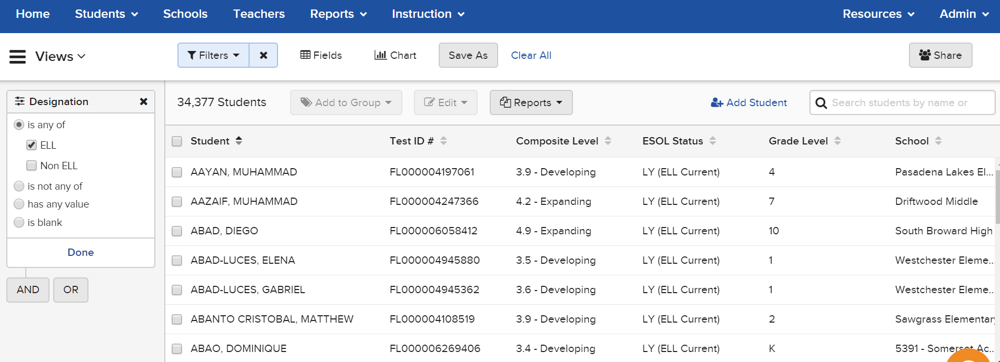 Home Students Schools Teachers Reports Instruction Resources Admin
Views Filters Fields Chart Save As Clear All Share
Designation
is any of
ELL
Non ELL
is not any of
has any value
is blank
Done
AND OR
34,377 Students Add to Group Edit Reports Add Student Search students by name or
Student Test ID # Composite Level ESOL Status Grade Level School
AAYAN, MUHAMMAD FL000004197061 3.9 - Developing LY (ELL Current) 4 Pasadena Lakes El...
AAZAIF, MUHAMMAD FL000004247366 4.2 - Expanding LY (ELL Current) 7 Driftwood Middle
ABAD, DIEGO FL000006058412 4.9 - Expanding LY (ELL Current) 10 South Broward High
ABAD-LUCES, ELENA FL000004945880 3.5 - Developing LY (ELL Current) 1 Westchester Eleme...
ABAD-LUCES, GABRIEL FL000004945362 3.6 - Developing LY (ELL Current) 1 Westchester Eleme...
ABANTO CRISTOBAL, MATTHEW FL000004108519 3.9 - Developing LY (ELL Current) 2 Sawgrass Elementary
ABAO, DOMINIQUE FL000006269406 3.4 - Developing LY (ELL Current) K 5391 - Somerset Ac...